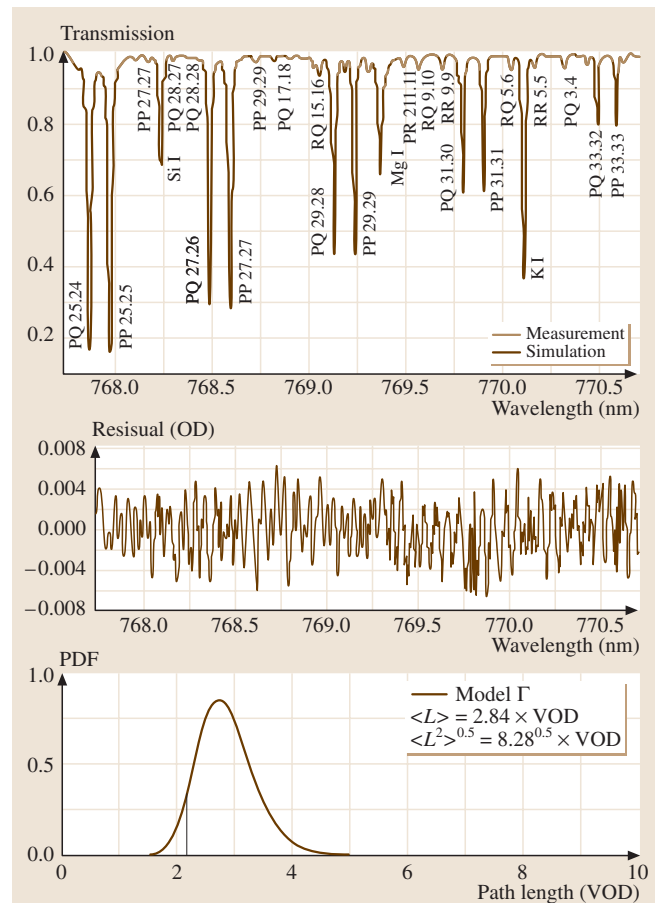 Transmission
1.0
0.8
0.6
0.4
0.2
PQ 25.24
PP 25.25
PP 27.27
Si I
PQ 28.27
PQ 28.28
PQ 27.26
PP 27.27
PP 29.29
PQ 17.18
RQ 15.16
PQ 29.28
PP 29.29
Mg I
PR 211.11
RQ 9.10
RR 9.9
PQ 31.30
PP 31.31
RQ 5.6
K I
RR 5.5
PQ 3.4
PQ 33.32
PP 33.33
Measurement
Simulation
768.0 768.5 769.0 769.5 770.0 770.5
Wavelength (nm)
Resisual (OD)
0.008
0.004
0.000
−0.004
−0.008
768.0 768.5 769.0 769.5 770.0 770.5
Wavelength (nm)
PDF
1.0
0.5
0.0
Model Γ
<L> = 2.84 × VOD
<L²>^0.5 = 8.28^0.5 × VOD
0 2 4 6 8 10
Path length (VOD)